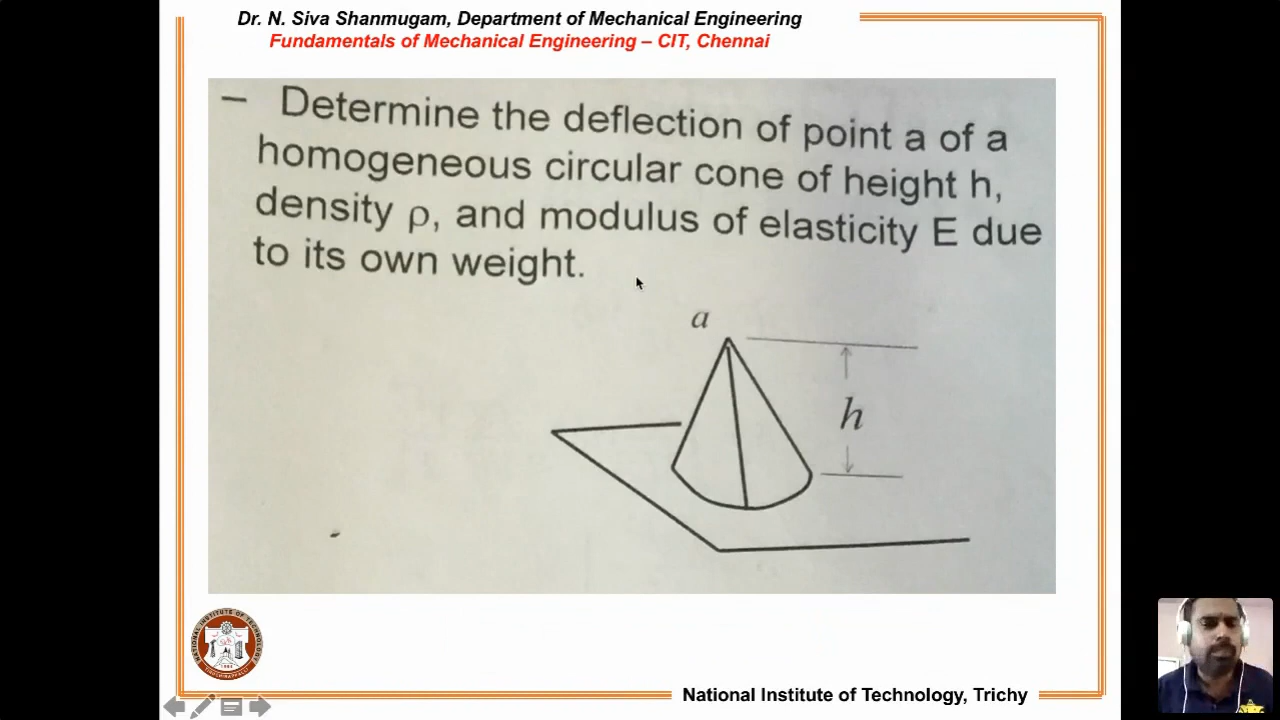 Dr. N. Siva Shanmugam, Department of Mechanical Engineering
Fundamentals of Mechanical Engineering – CIT, Chennai
– Determine the deflection of point a of a
homogeneous circular cone of height h,
density ρ, and modulus of elasticity E due
to its own weight.
a
h
National Institute of Technology, Trichy